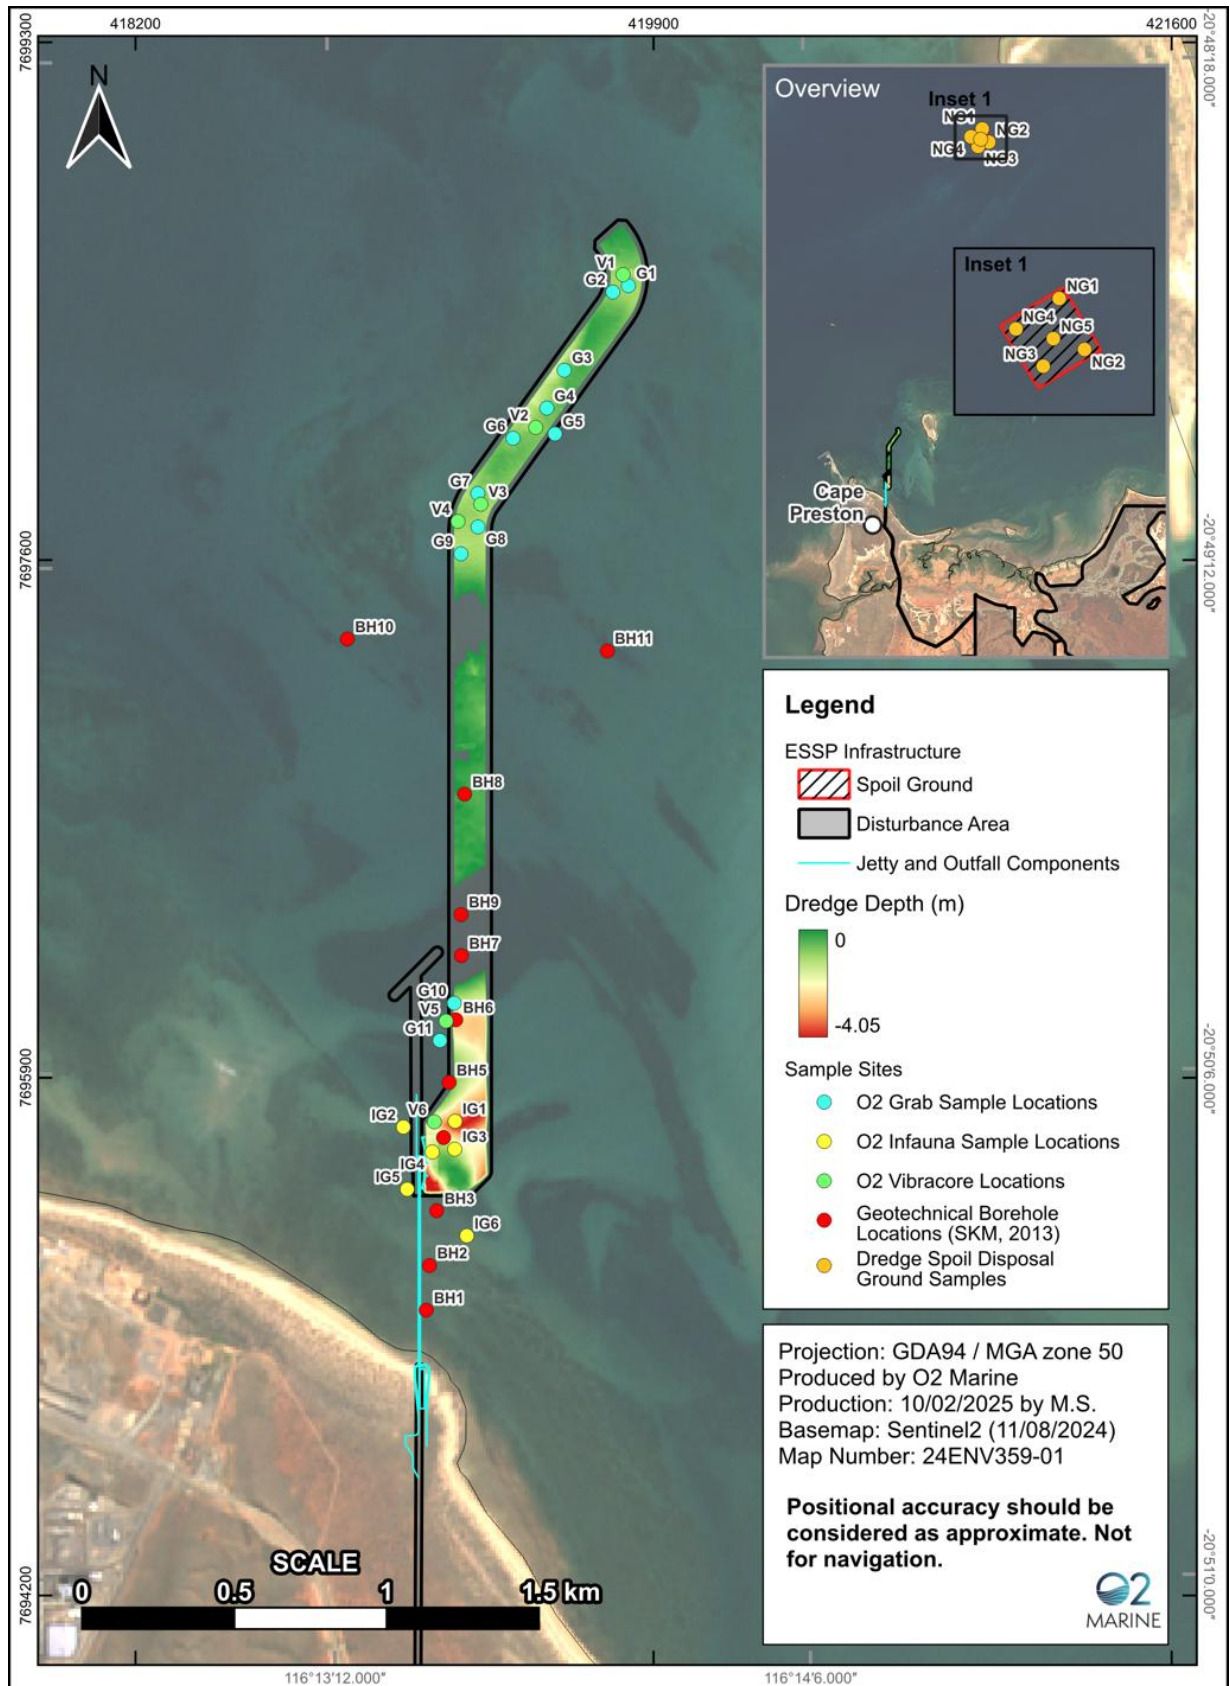 418200
419900
421600
7699300
-20°48'18.000"
N
Overview
Inset 1
NG1
NG2
NG4
NG3
Inset 1
NG1
NG4
NG5
NG3
NG2
Cape
Preston
V1
G1
G2
G3
G4
V2
G6
G5
G7
V3
V4
G8
G9
7697600
-20°49'12.000"
BH10
BH11
BH8
BH9
BH7
G10
V5
BH6
G11
BH5
7695900
-20°50'6.000"
V6
IG1
IG2
IG3
IG4
IG5
BH3
IG6
BH2
BH1
Legend
ESSP Infrastructure
Spoil Ground
Disturbance Area
Jetty and Outfall Components
Dredge Depth (m)
0
-4.05
Sample Sites
O2 Grab Sample Locations
O2 Infauna Sample Locations
O2 Vibracore Locations
Geotechnical Borehole
Locations (SKM, 2013)
Dredge Spoil Disposal
Ground Samples
Projection: GDA94 / MGA zone 50
Produced by O2 Marine
Production: 10/02/2025 by M.S.
Basemap: Sentinel2 (11/08/2024)
Map Number: 24ENV359-01
Positional accuracy should be
considered as approximate. Not
for navigation.
O2
MARINE
SCALE
0 0.5 1 1.5 km
7694200
116°13'12.000"
116°14'6.000"